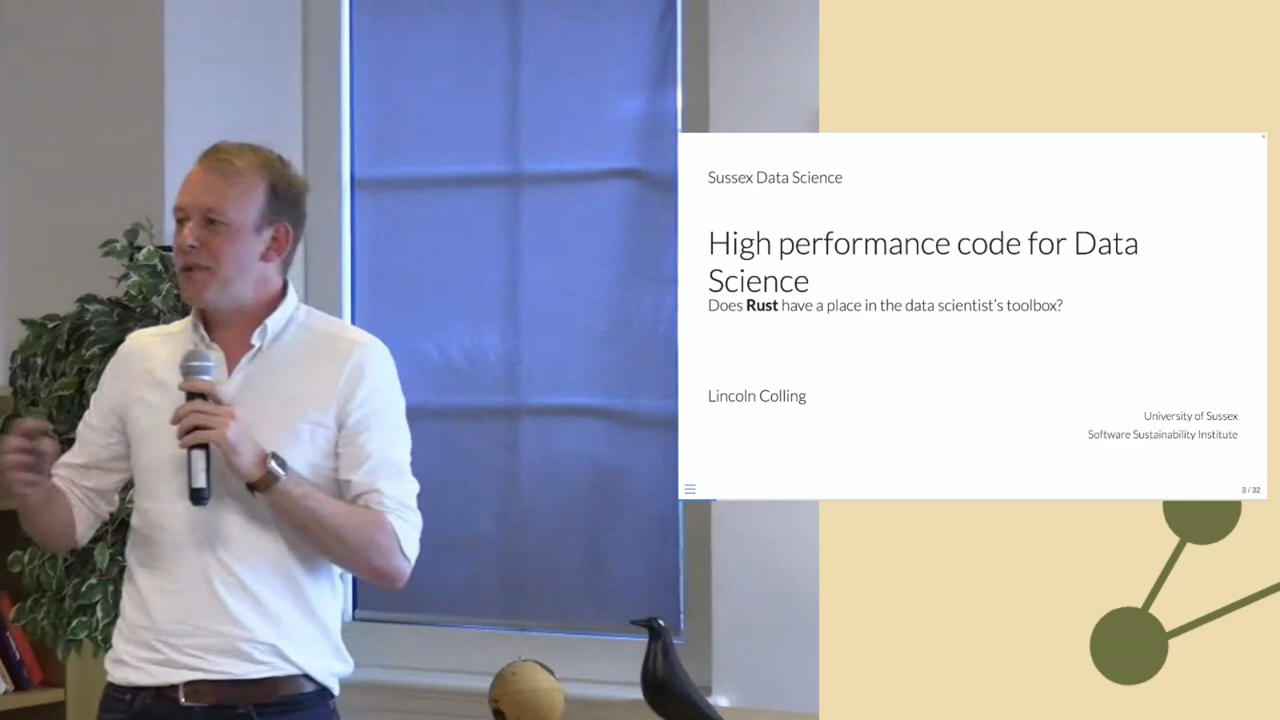 Sussex Data Science
High performance code for Data
Science
Does Rust have a place in the data scientist's toolbox?
Lincoln Colling
University of Sussex
Software Sustainability Institute
3 / 32